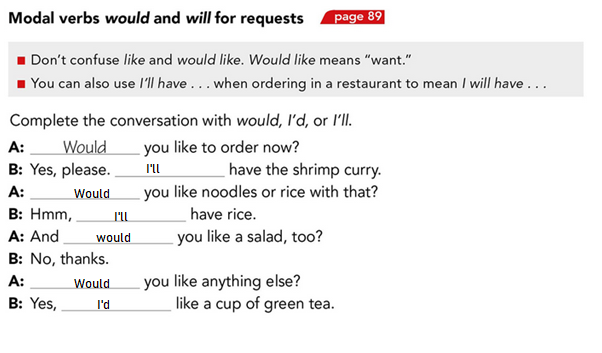 Modal verbs would and will for requests page 89
■ Don't confuse like and would like. Would like means "want."
■ You can also use I'll have . . . when ordering in a restaurant to mean I will have . . .
Complete the conversation with would, I'd, or I'll.
A: Would you like to order now?
B: Yes, please. I'll have the shrimp curry.
A: Would you like noodles or rice with that?
B: Hmm, I'll have rice.
A: And would you like a salad, too?
B: No, thanks.
A: Would you like anything else?
B: Yes, I'd like a cup of green tea.